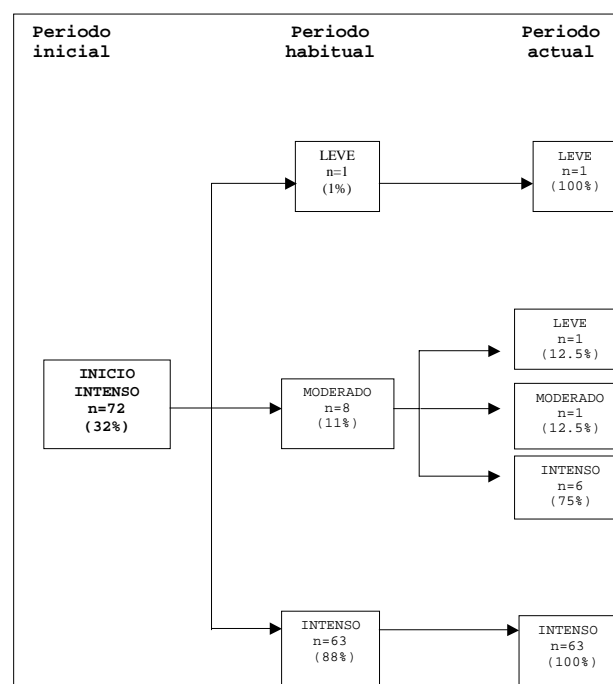 Periodo
inicial
Periodo
habitual
Periodo
actual
LEVE
n=1
(1%)
LEVE
n=1
(100%)
INICIO
INTENSO
n=72
(32%)
MODERADO
n=8
(11%)
LEVE
n=1
(12.5%)
MODERADO
n=1
(12.5%)
INTENSO
n=6
(75%)
INTENSO
n=63
(88%)
INTENSO
n=63
(100%)